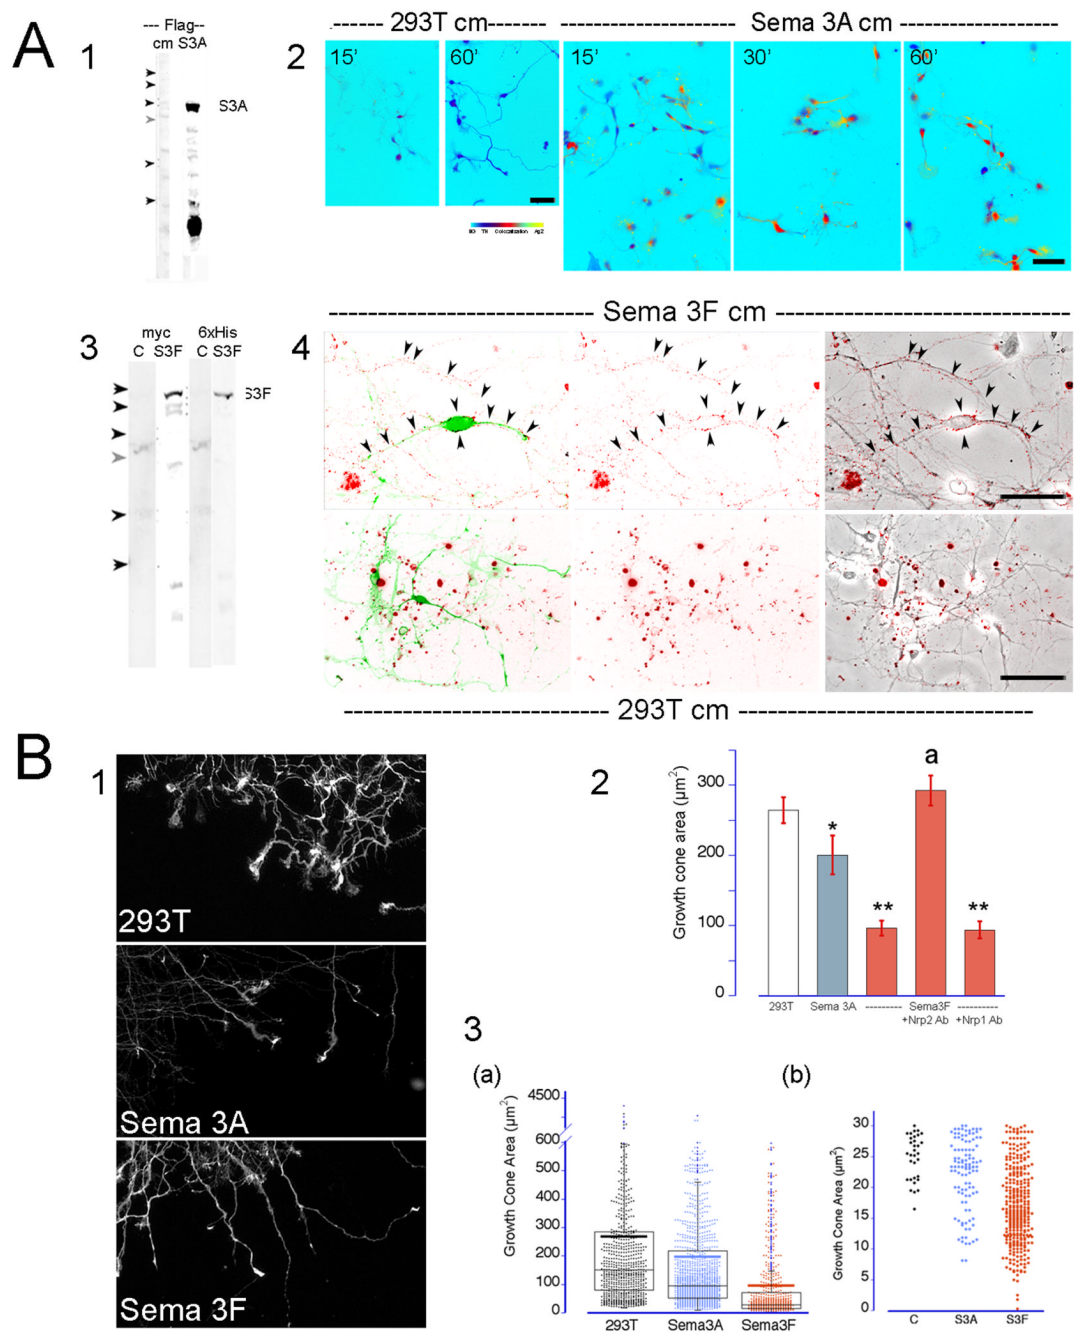 A
1
--- Flag--
cm S3A
S3A
2
------ 293T cm -----
------------------- Sema 3A cm -------------------
15’
60’
15’
30’
60’
BG TH Colocalization Ag2
3
myc
6xHis
C S3F C S3F
S3F
4
---------------------- Sema 3F cm ------------------------
---------------------- 293T cm ------------------------
B
1
293T
Sema 3A
Sema 3F
2
Growth cone area (µm²)
300
200
100
0
*
**
a
**
293T
Sema 3A
----------
Sema3F
----------
+Nrp2 Ab
+Nrp1 Ab
3
(a)
Growth Cone Area (µm²)
4500
600
500
400
300
200
100
0
293T
Sema3A
Sema3F
(b)
Growth Cone Area (µm²)
30
25
20
15
10
5
0
C
S3A
S3F